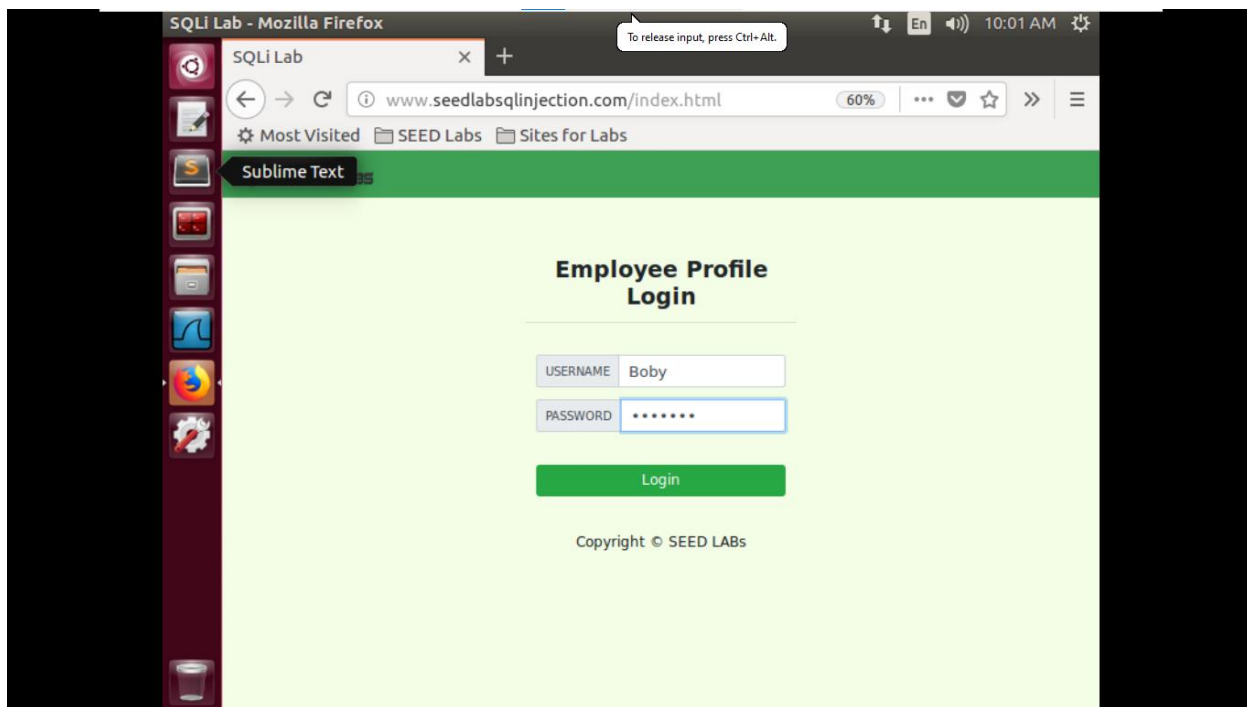 SQLi Lab - Mozilla Firefox
To release input, press Ctrl+Alt.
En 10:01 AM
SQLi Lab
www.seedlabsqlinjection.com/index.html 60%
Most Visited SEED Labs Sites for Labs
Sublime Text
Employee Profile
Login
USERNAME Boby
PASSWORD •••••••
Login
Copyright © SEED LABs